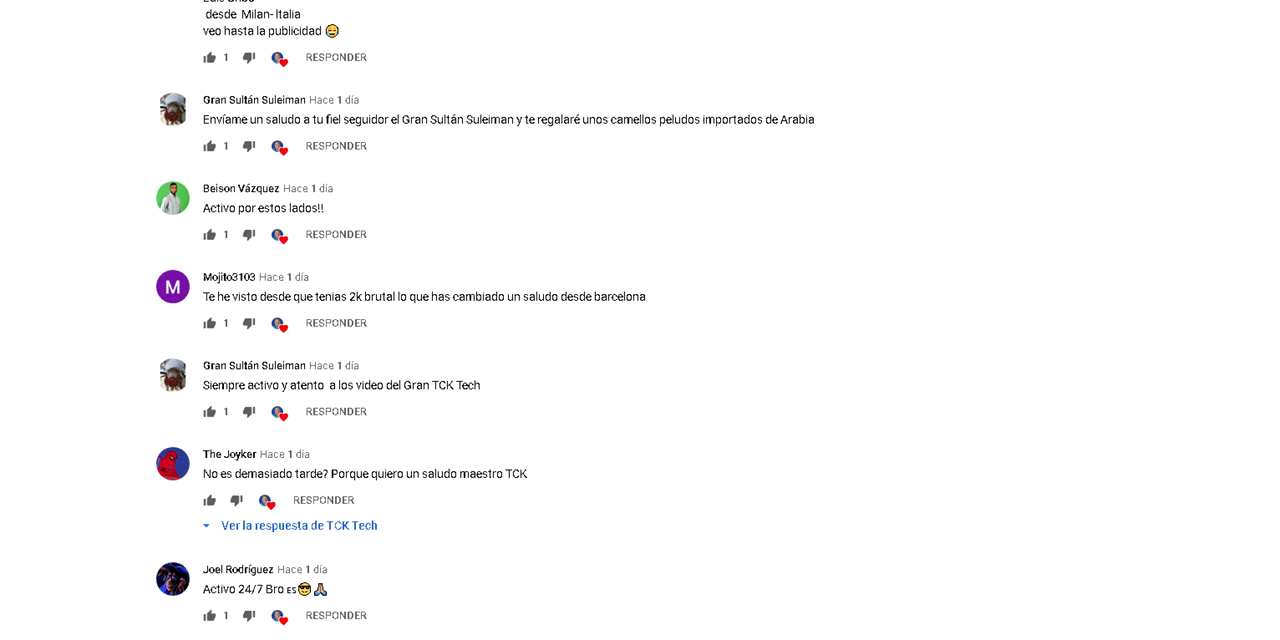 desde Milan- Italia
veo hasta la publicidad 😂
1 RESPONDER
Gran Sultán Suleiman Hace 1 día
Envíame un saludo a tu fiel seguidor el Gran Sultán Suleiman y te regalaré unos camellos peludos importados de Arabia
1 RESPONDER
Beison Vázquez Hace 1 día
Activo por estos lados!!
1 RESPONDER
M
Mojito3103 Hace 1 día
Te he visto desde que tenias 2k brutal lo que has cambiado un saludo desde barcelona
1 RESPONDER
Gran Sultán Suleiman Hace 1 día
Siempre activo y atento a los video del Gran TCK Tech
1 RESPONDER
The Joyker Hace 1 día
No es demasiado tarde? Porque quiero un saludo maestro TCK
RESPONDER
Ver la respuesta de TCK Tech
Joel Rodríguez Hace 1 día
Activo 24/7 Bro ᴇs😎🙏🏽
1 RESPONDER